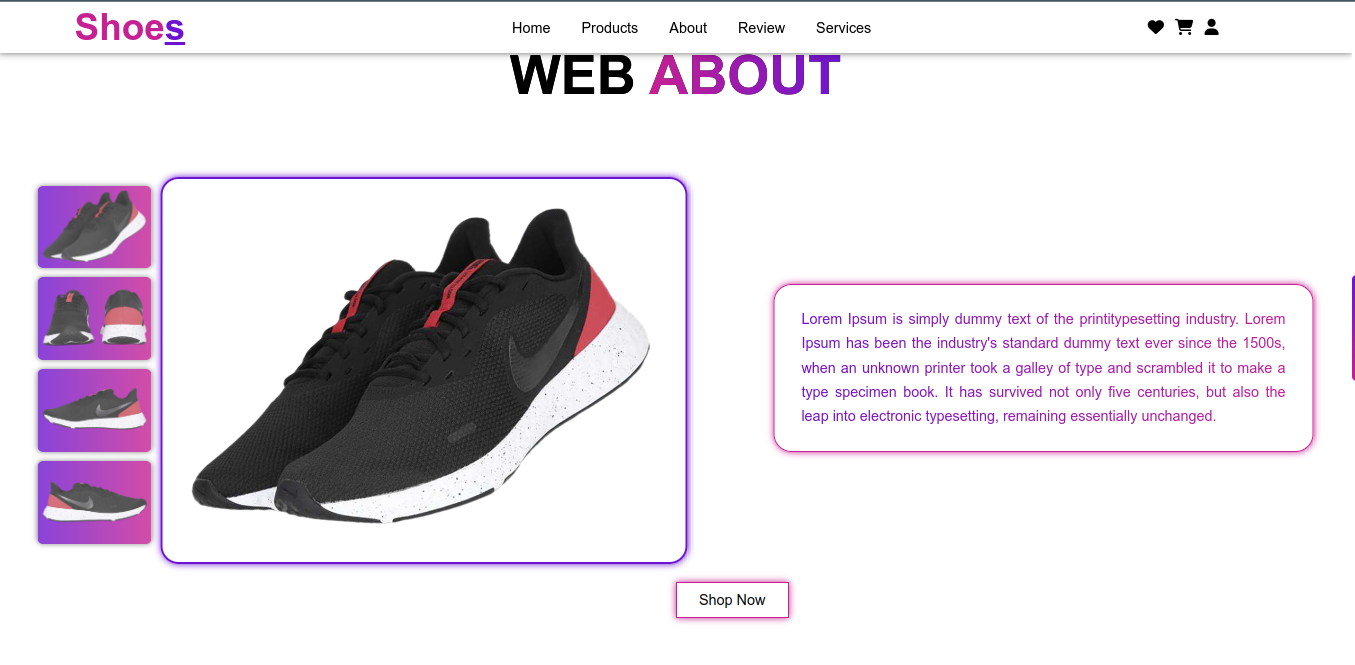 Shoes
Home Products About Review Services
WEB ABOUT
Lorem Ipsum is simply dummy text of the printitypesetting industry. Lorem
Ipsum has been the industry's standard dummy text ever since the 1500s,
when an unknown printer took a galley of type and scrambled it to make a
type specimen book. It has survived not only five centuries, but also the
leap into electronic typesetting, remaining essentially unchanged.
Shop Now